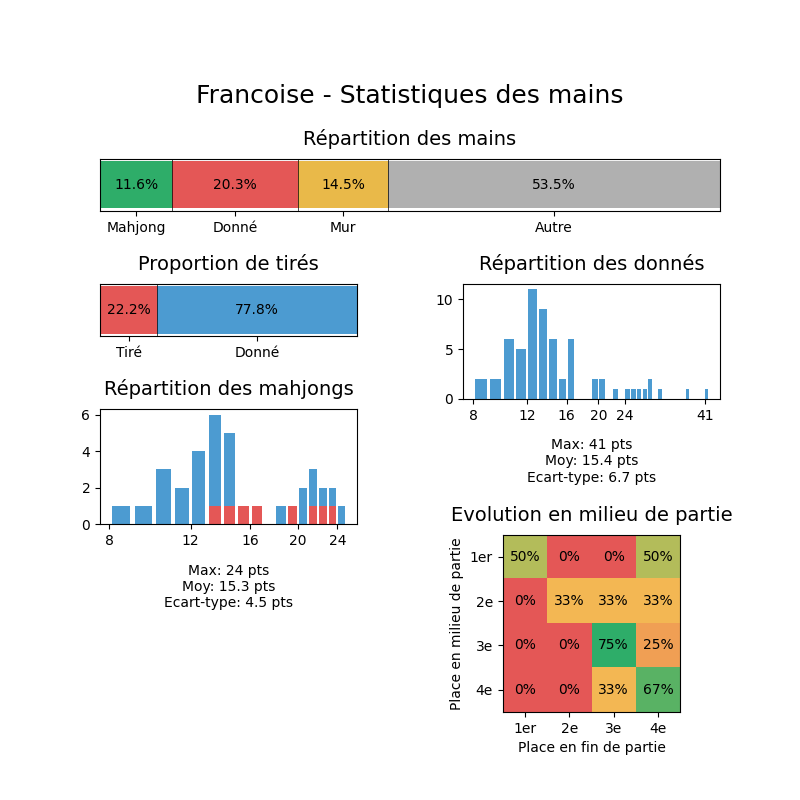 Francoise - Statistiques des mains
Répartition des mains
11.6% 20.3% 14.5% 53.5%
Mahjong Donné Mur Autre
Proportion de tirés
22.2% 77.8%
Tiré Donné
Répartition des donnés
10
5
0
8 12 16 20 24 41
Max: 41 pts
Moy: 15.4 pts
Ecart-type: 6.7 pts
Répartition des mahjongs
6
4
2
0
8 12 16 20 24
Max: 24 pts
Moy: 15.3 pts
Ecart-type: 4.5 pts
Evolution en milieu de partie
Place en milieu de partie
1er 50% 0% 0% 50%
2e 0% 33% 33% 33%
3e 0% 0% 75% 25%
4e 0% 0% 33% 67%
1er 2e 3e 4e
Place en fin de partie